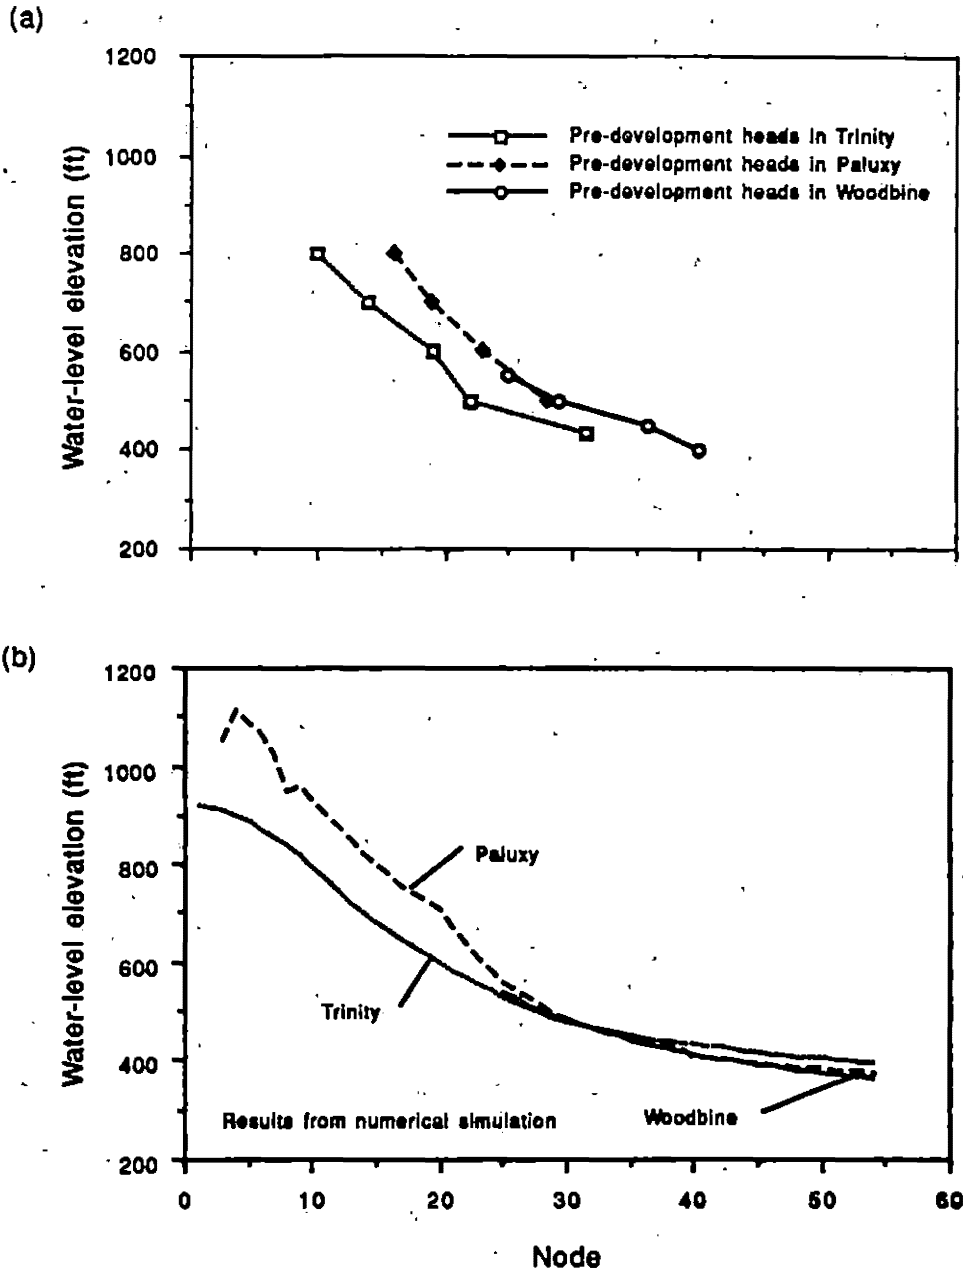 (a)
1200
1000
800
600
400
200
Water-level elevation (ft)
Pre-development heads in Trinity
Pre-development heads in Paluxy
Pre-development heads in Woodbine
(b)
1200
1000
800
600
400
200
Water-level elevation (ft)
Paluxy
Trinity
Woodbine
Results from numerical simulation
0 10 20 30 40 50 60
Node